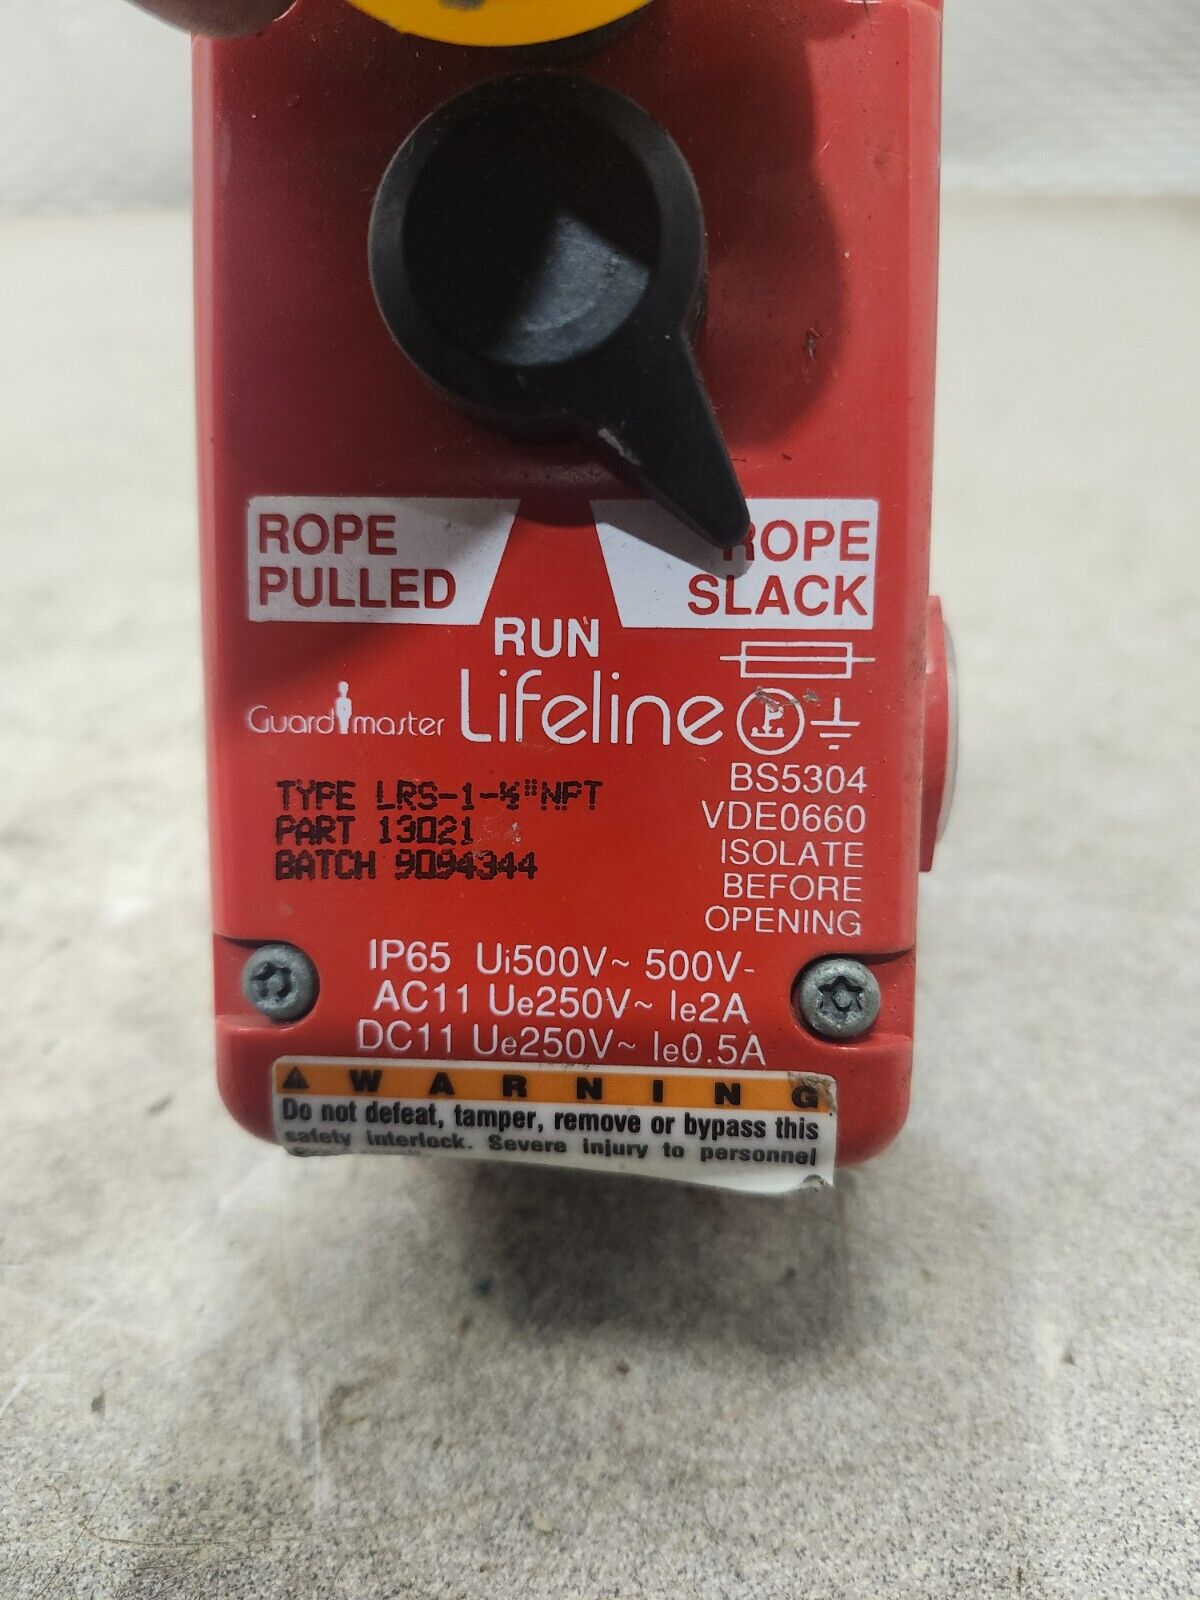 ROPE PULLED
ROPE SLACK
RUN
Guardmaster Lifeline
TYPE LRS-1-½"NPT
PART 13021
BATCH 9094344
BS5304
VDE0660
ISOLATE
BEFORE
OPENING
IP65 Ui500V~ 500V-
AC11 Ue250V~ Ie2A
DC11 Ue250V~ Ie0.5A
WARNING
Do not defeat, tamper, remove or bypass this
safety interlock. Severe injury to personnel